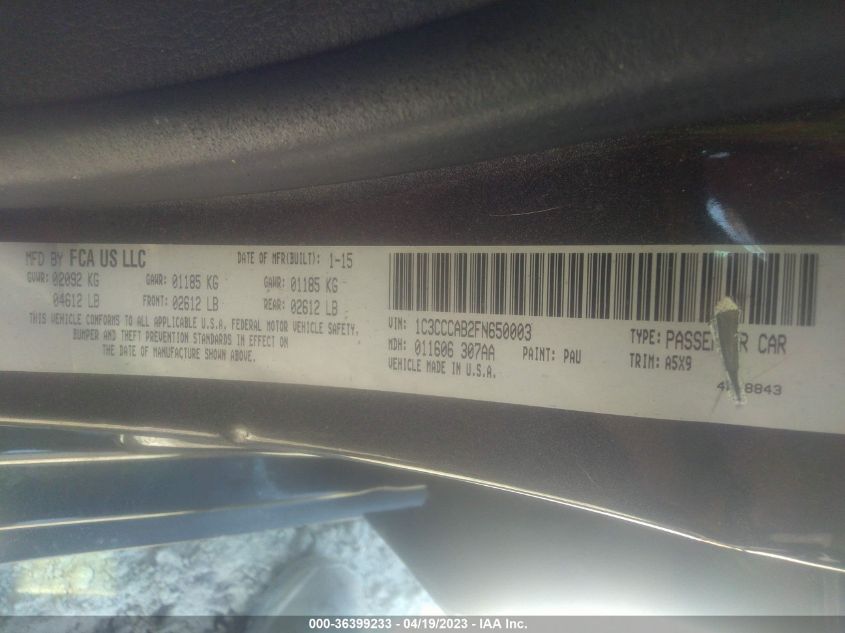 MFD BY FCA US LLC DATE OF MFR(BUILT): 1-15
GVWR: 02092 KG GAWR: 01185 KG GAWR: 01185 KG
04612 LB FRONT: 02612 LB REAR: 02612 LB
THIS VEHICLE CONFORMS TO ALL APPLICABLE U.S.A. FEDERAL MOTOR VEHICLE SAFETY,
BUMPER AND THEFT PREVENTION STANDARDS IN EFFECT ON
THE DATE OF MANUFACTURE SHOWN ABOVE.
VIN: 1C3CCCAB2FN650003 TYPE: CAR
MDH: 011606 307AA PAINT: PAU TRIM: A5X9
VEHICLE MADE IN U.S.A.
000-36399233 - 04/19/2023 - IAA Inc.